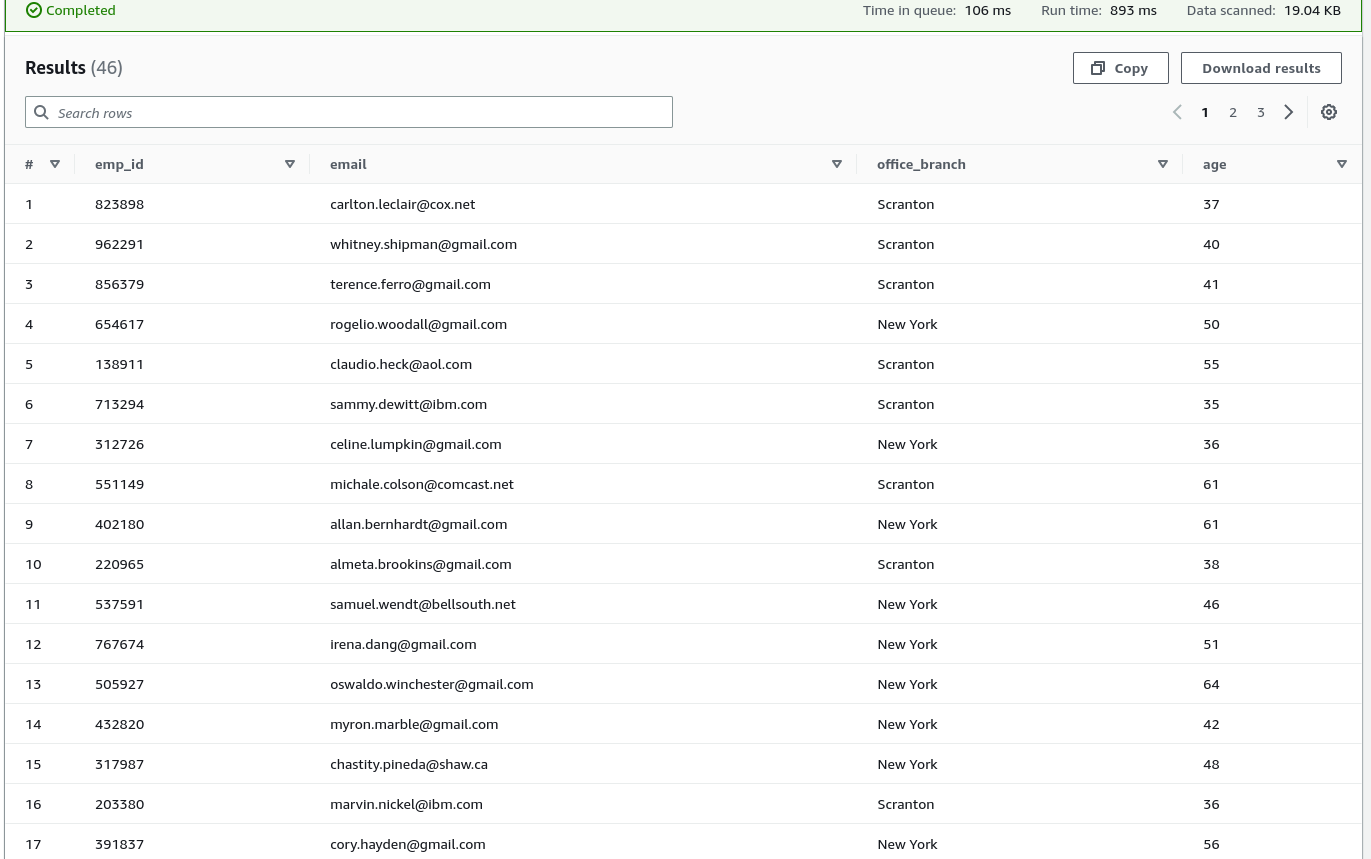 Completed Time in queue: 106 ms Run time: 893 ms Data scanned: 19.04 KB
Results (46) Copy Download results
Search rows 1 2 3
# emp_id email office_branch age
1 823898 carlton.leclair@cox.net Scranton 37
2 962291 whitney.shipman@gmail.com Scranton 40
3 856379 terence.ferro@gmail.com Scranton 41
4 654617 rogelio.woodall@gmail.com New York 50
5 138911 claudio.heck@aol.com Scranton 55
6 713294 sammy.dewitt@ibm.com Scranton 35
7 312726 celine.lumpkin@gmail.com New York 36
8 551149 michale.colson@comcast.net Scranton 61
9 402180 allan.bernhardt@gmail.com New York 61
10 220965 almeta.brookins@gmail.com Scranton 38
11 537591 samuel.wendt@bellsouth.net New York 46
12 767674 irena.dang@gmail.com New York 51
13 505927 oswaldo.winchester@gmail.com New York 64
14 432820 myron.marble@gmail.com New York 42
15 317987 chastity.pineda@shaw.ca New York 48
16 203380 marvin.nickel@ibm.com Scranton 36
17 391837 cory.hayden@gmail.com New York 56